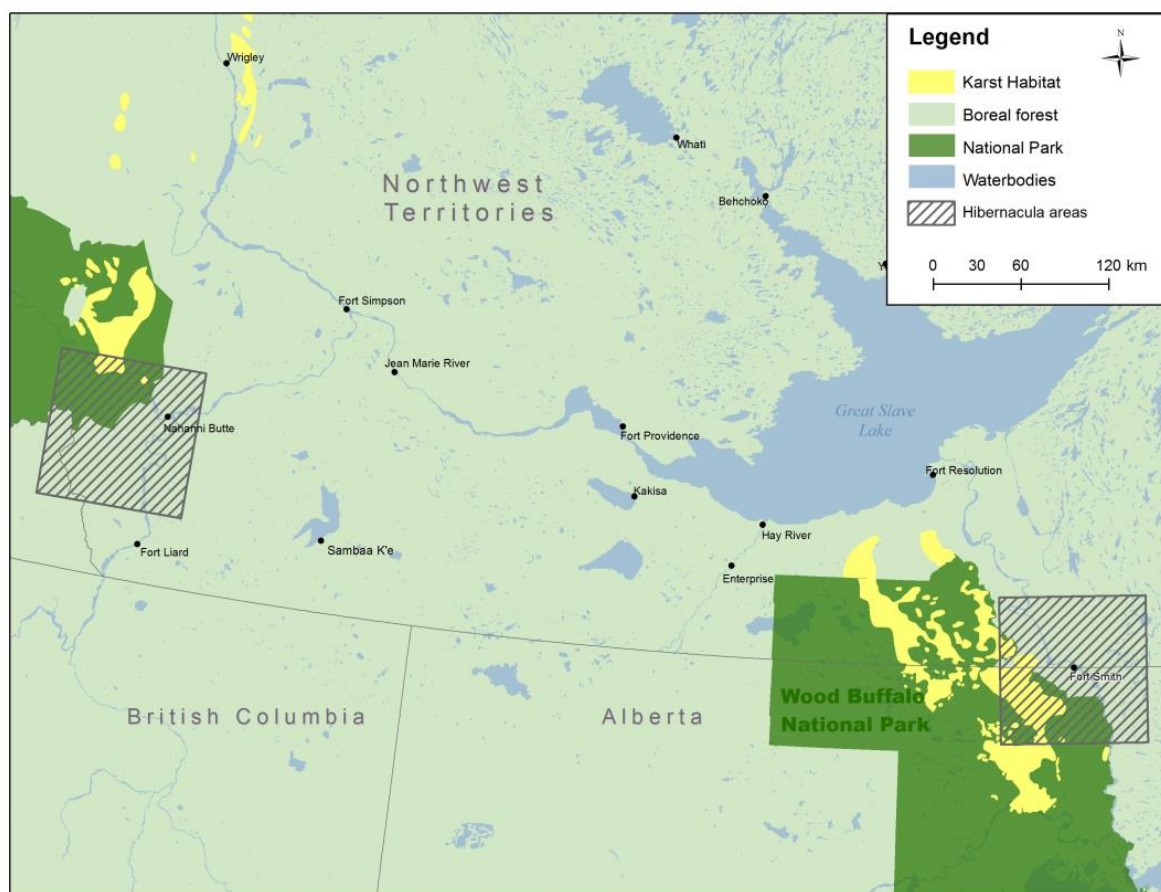 Legend
N
Karst Habitat
Boreal forest
National Park
Waterbodies
Hibernacula areas
0 30 60 120 km
Wrigley
Whatì
Northwest
Territories
Behchokǫ̀
Y
Fort Simpson
Jean Marie River
Great Slave
Lake
Nahanni Butte
Fort Providence
Fort Resolution
Kakisa
Hay River
Fort Liard
Sambaa K'e
Enterprise
Fort Smith
Wood Buffalo
National Park
British Columbia
Alberta